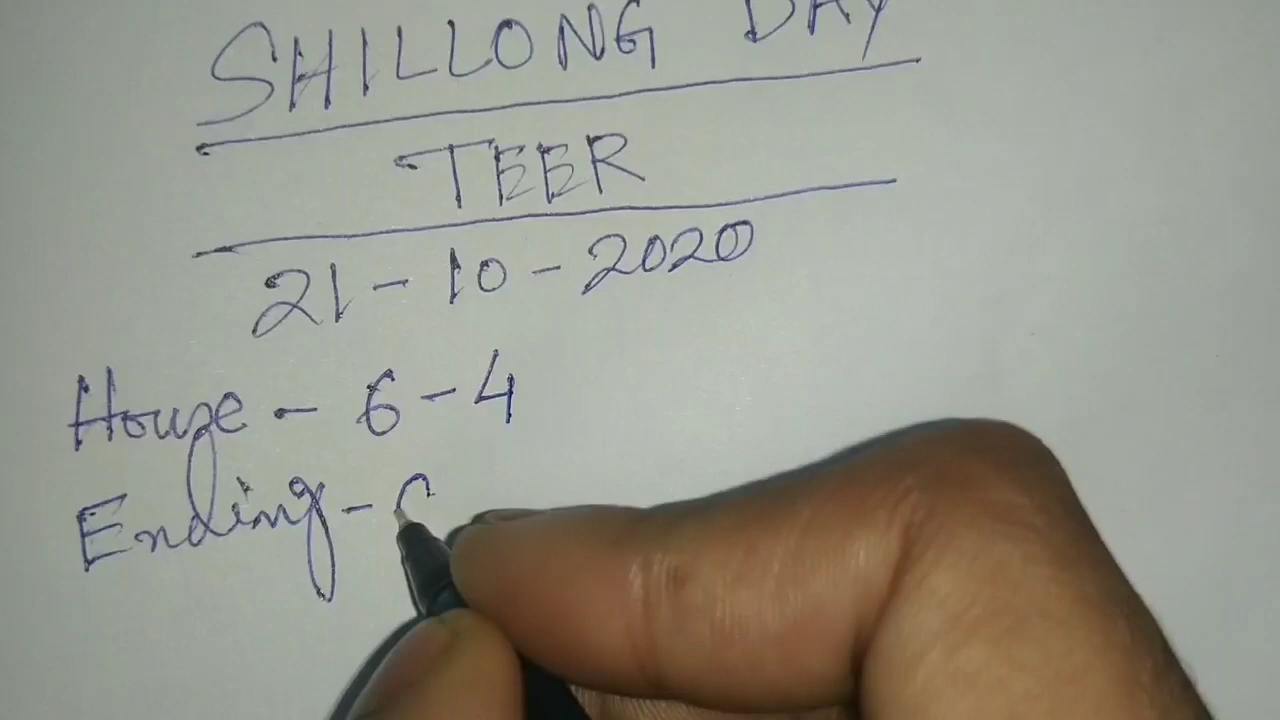 SHILLONG DAY
TEER
21-10-2020
House - 6-4
Ending -